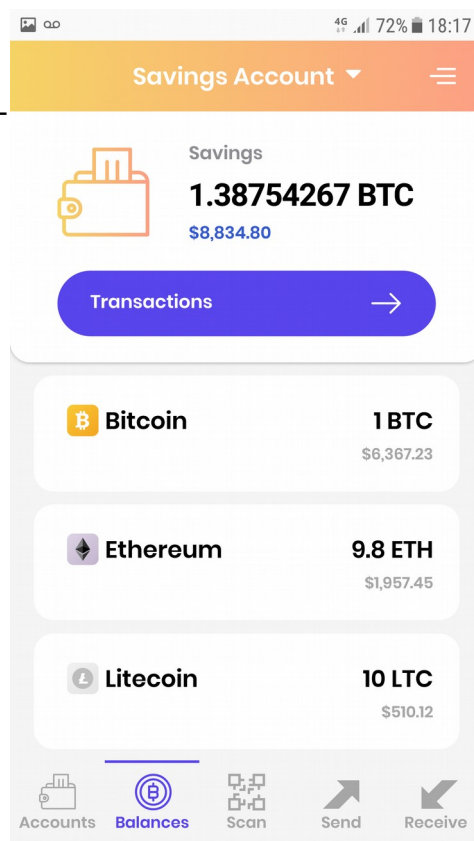 4G 72% 18:17
Savings Account
Savings
1.38754267 BTC
$8,834.80
Transactions
Bitcoin 1 BTC
$6,367.23
Ethereum 9.8 ETH
$1,957.45
Litecoin 10 LTC
$510.12
Accounts Balances Scan Send Receive